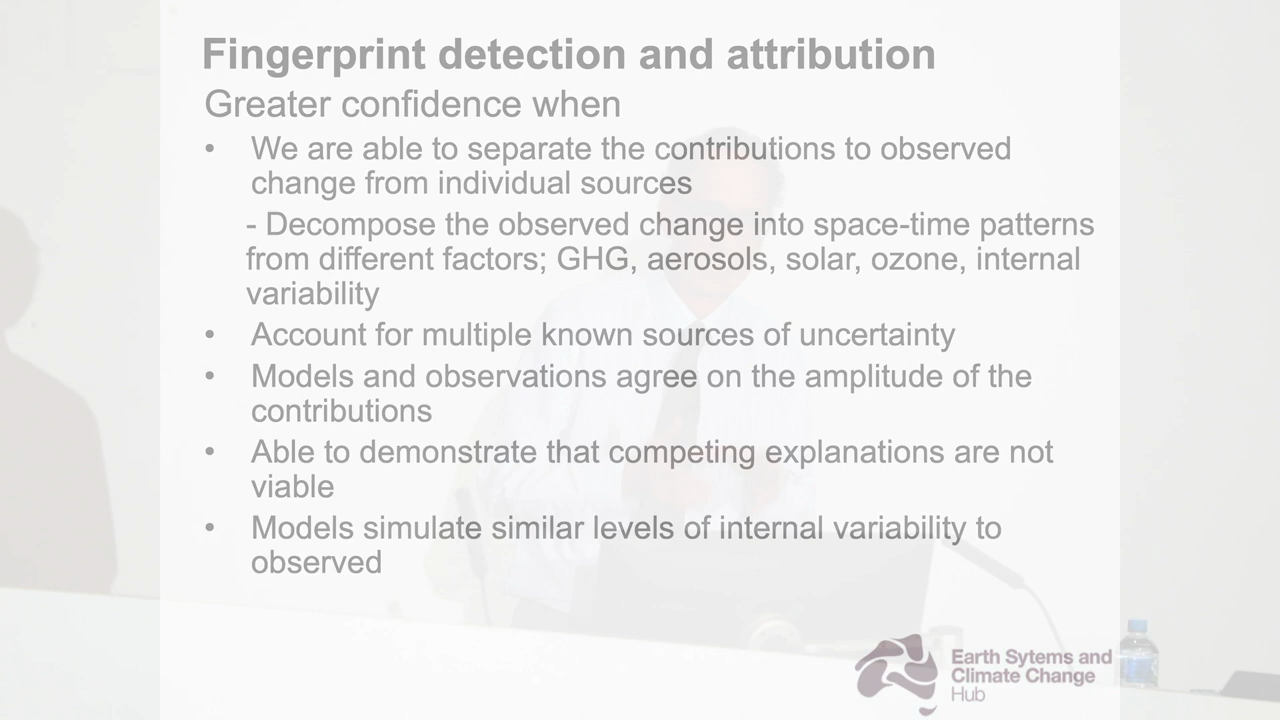 Fingerprint detection and attribution
Greater confidence when
• We are able to separate the contributions to observed
change from individual sources
- Decompose the observed change into space-time patterns
from different factors; GHG, aerosols, solar, ozone, internal
variability
• Account for multiple known sources of uncertainty
• Models and observations agree on the amplitude of the
contributions
• Able to demonstrate that competing explanations are not
viable
• Models simulate similar levels of internal variability to
observed
Earth Sytems and
Climate Change
Hub